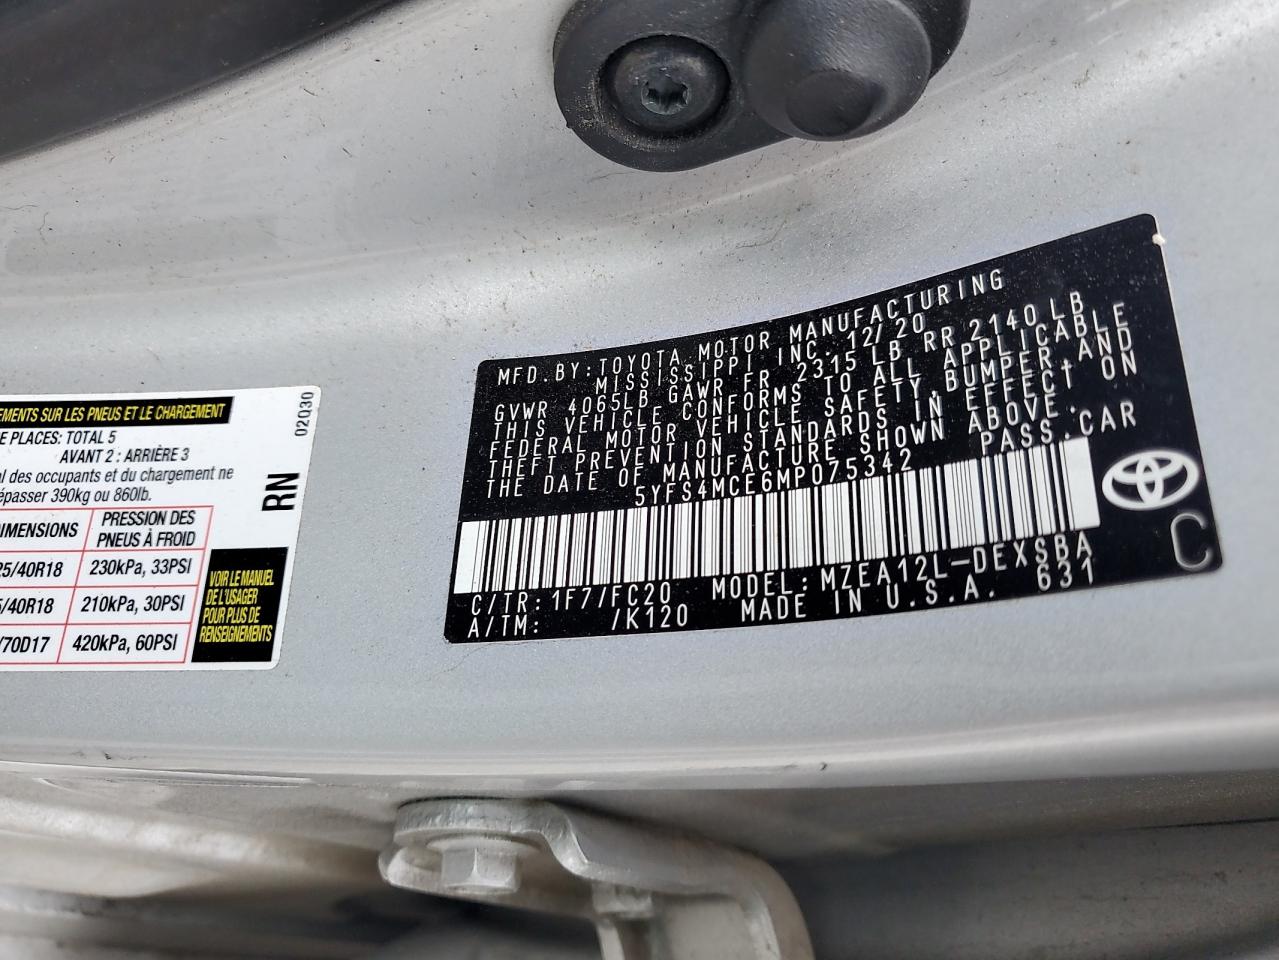 EMENTS SUR LES PNEUS ET LE CHARGEMENT
E PLACES: TOTAL 5
AVANT 2 : ARRIÈRE 3
al des occupants et du chargement ne
épasser 390kg ou 860lb.
DIMENSIONS
PRESSION DES
PNEUS À FROID
25/40R18
230kPa, 33PSI
5/40R18
210kPa, 30PSI
/70D17
420kPa, 60PSI
02Q30
RN
VOIR LE MANUEL
DE L'USAGER
POUR PLUS DE
RENSEIGNEMENTS
MFD. BY: TOYOTA MOTOR MANUFACTURING
MISSISSIPPI INC. 12/20
GVWR 4065LB GAWR FR 2315 LB RR 2140 LB
THIS VEHICLE CONFORMS TO ALL APPLICABLE
FEDERAL MOTOR VEHICLE SAFETY, BUMPER, AND
THEFT PREVENTION STANDARDS IN EFFECT ON
THE DATE OF MANUFACTURE SHOWN ABOVE.
5YFS4MCE6MP075342 PASS. CAR
C/TR: 1F7/FC20 MODEL: MZEA12L-DEXSBA
A/TM: /K120 MADE IN U.S.A. 631
C